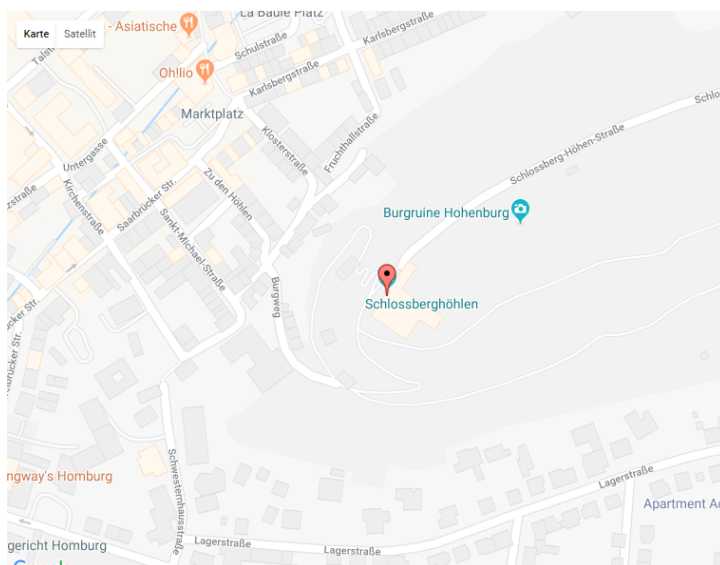 Karte
Satellit
La Baule Platz
- Asiatische
Schulstraße
Karlsbergstraße
Oh!lio
Karlsbergstraße
Marktplatz
Klosterstraße
Fruchthallstraße
Untergasse
Schlossberg-Höhen-Straße
Zu den Höhlen
Kirchenstraße
Saarbrücker Str.
Sankt-Michael-Straße
Burgruine Hohenburg
Burgweg
Schlossberghöhlen
Schwesternhausstraße
Lagerstraße
ngway's Homburg
Apartment
gericht Homburg
Lagerstraße
Lagerstraße